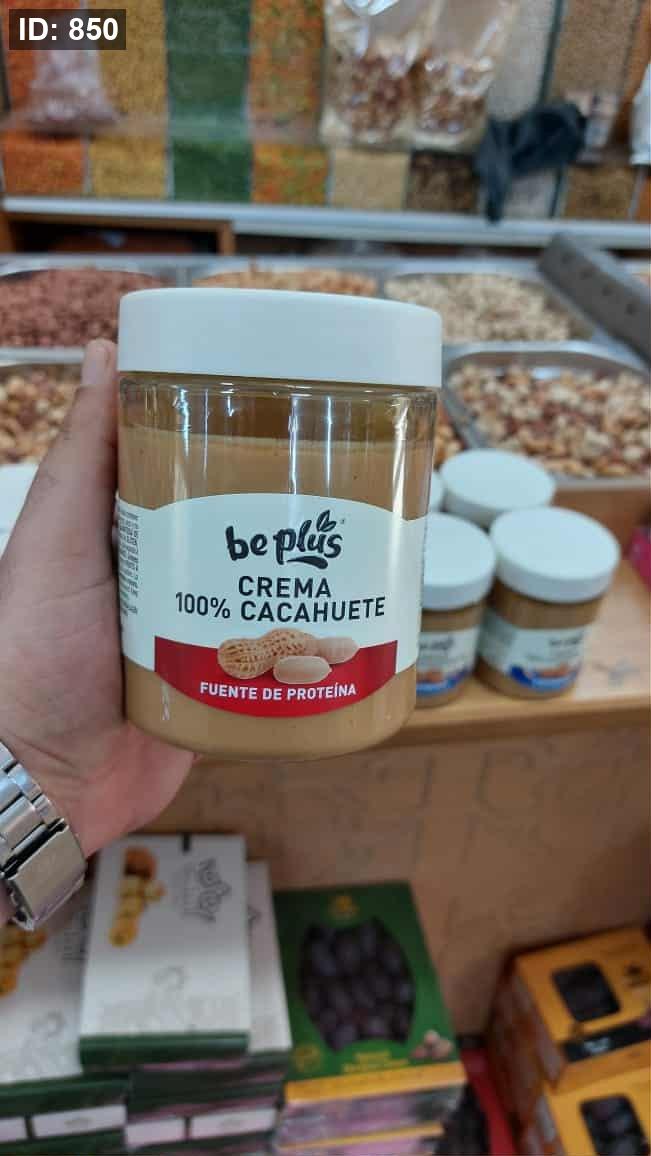 ID: 850
be plus
CREMA
100% CACAHUETE
FUENTE DE PROTEÍNA